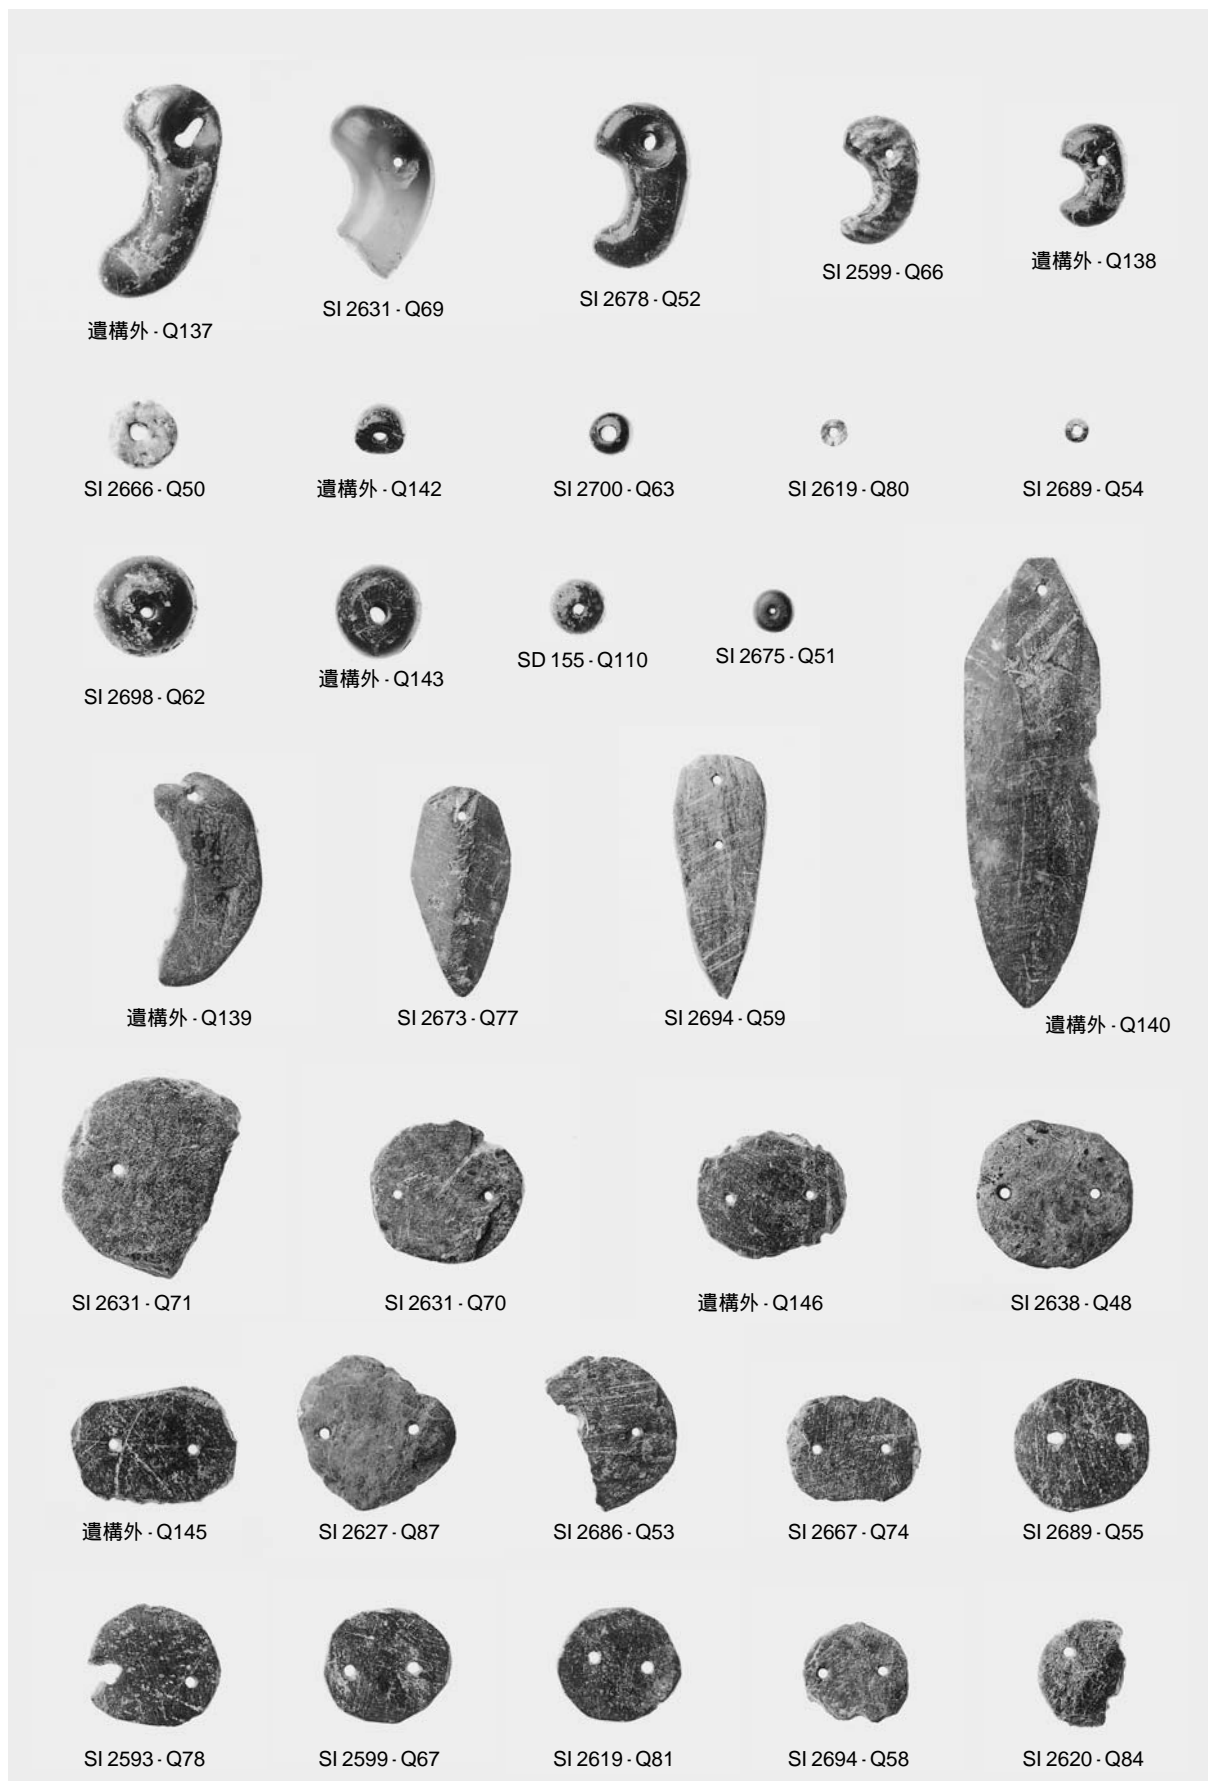 遺構外 - Q137
SI 2631 - Q69
SI 2678 - Q52
SI 2599 - Q66
遺構外 - Q138
SI 2666 - Q50
遺構外 - Q142
SI 2700 - Q63
SI 2619 - Q80
SI 2689 - Q54
SI 2698 - Q62
遺構外 - Q143
SD 155 - Q110
SI 2675 - Q51
遺構外 - Q139
SI 2673 - Q77
SI 2694 - Q59
遺構外 - Q140
SI 2631 - Q71
SI 2631 - Q70
遺構外 - Q146
SI 2638 - Q48
遺構外 - Q145
SI 2627 - Q87
SI 2686 - Q53
SI 2667 - Q74
SI 2689 - Q55
SI 2593 - Q78
SI 2599 - Q67
SI 2619 - Q81
SI 2694 - Q58
SI 2620 - Q84